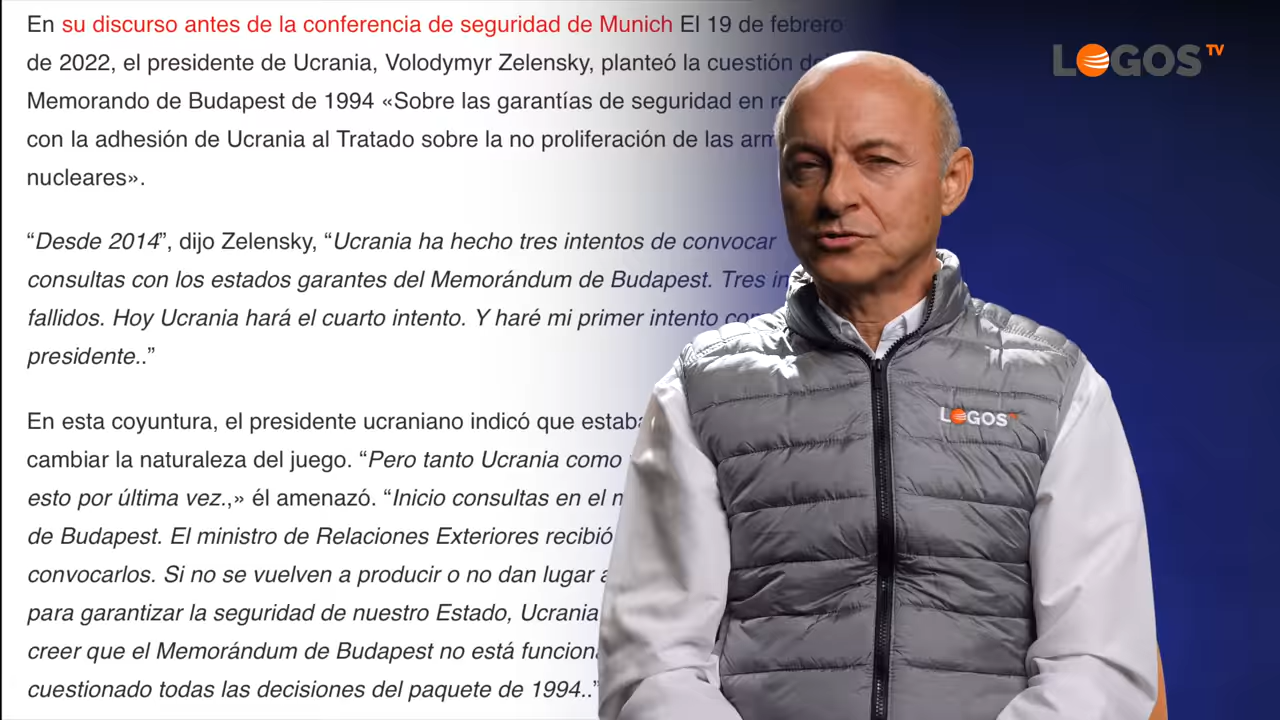 En su discurso antes de la conferencia de seguridad de Munich El 19 de febrero
de 2022, el presidente de Ucrania, Volodymyr Zelensky, planteó la cuestión
Memorando de Budapest de 1994 «Sobre las garantías de seguridad en
con la adhesión de Ucrania al Tratado sobre la no proliferación de las
nucleares».
“Desde 2014”, dijo Zelensky, “Ucrania ha hecho tres intentos de convocar
consultas con los estados garantes del Memorándum de Budapest. Tres
fallidos. Hoy Ucrania hará el cuarto intento. Y haré mi primer intento
presidente..”
En esta coyuntura, el presidente ucraniano indicó que
cambiar la naturaleza del juego. “Pero tanto Ucrania como
esto por última vez.,» él amenazó. “Inicio consultas en el
de Budapest. El ministro de Relaciones Exteriores recibió
convocarlos. Si no se vuelven a producir o no dan lugar
para garantizar la seguridad de nuestro Estado, Ucrania
creer que el Memorándum de Budapest no está
cuestionado todas las decisiones del paquete de 1994..”
LOGOS TV
LOGOS TV